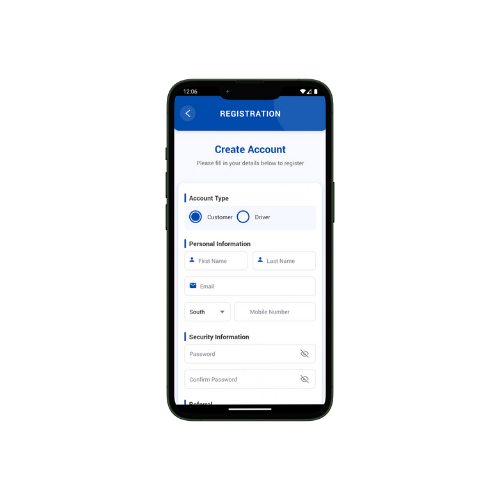 12:06
REGISTRATION
Create Account
Please fill in your details below to register
Account Type
Customer Driver
Personal Information
First Name Last Name
Email
South Mobile Number
Security Information
Password
Confirm Password
Referral